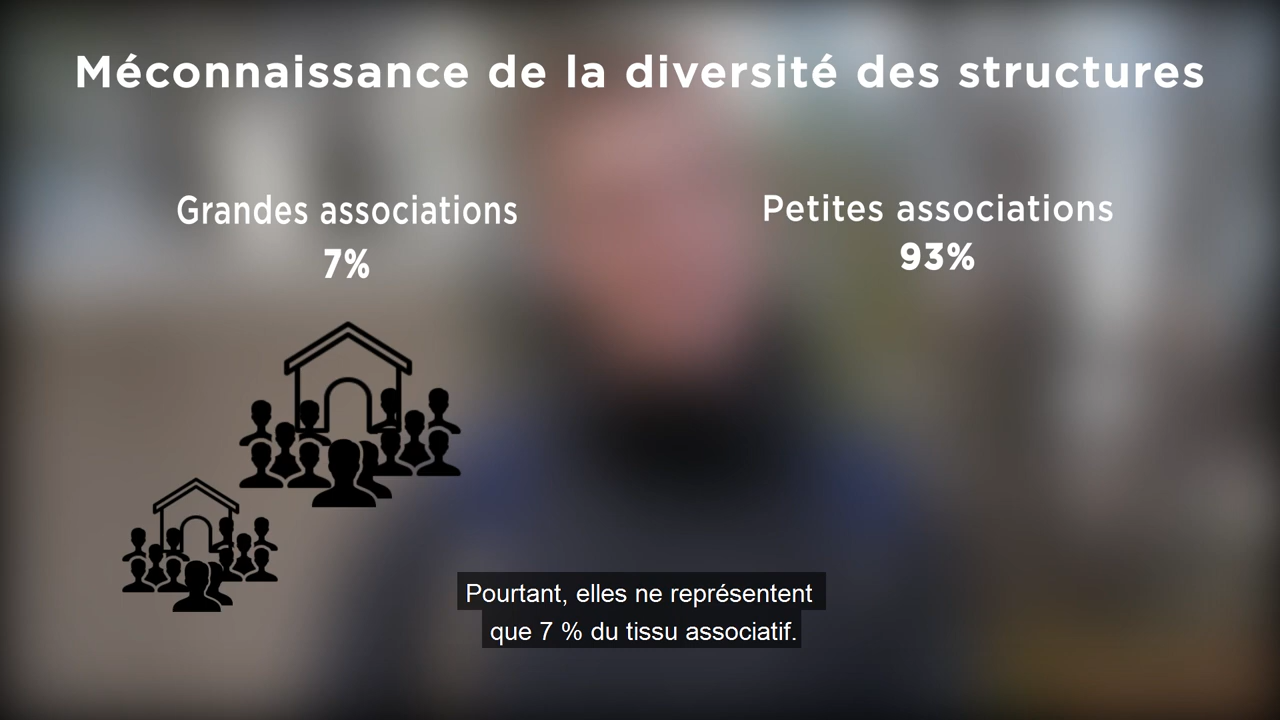 Méconnaissance de la diversité des structures
Grandes associations
7%
Petites associations
93%
Pourtant, elles ne représentent
que 7 % du tissu associatif.